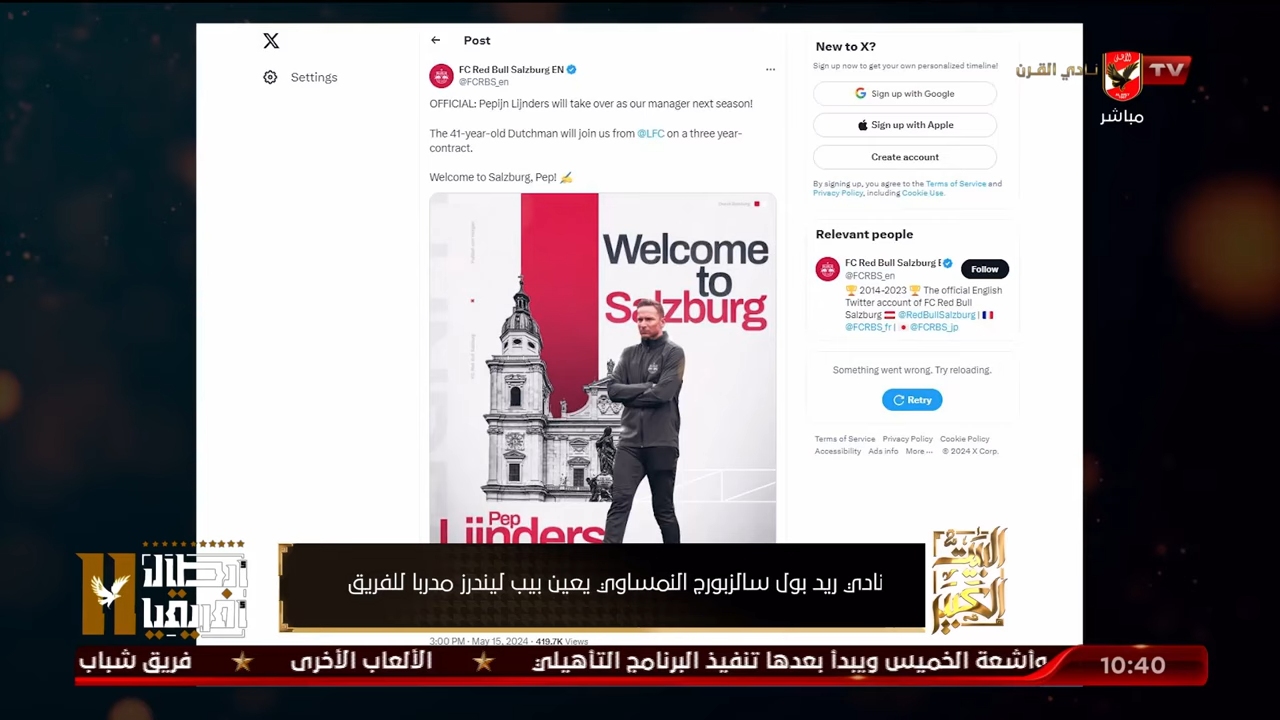 Settings
Post
FC Red Bull Salzburg EN
@FCRBS_en
OFFICIAL: Pepijn Lijnders will take over as our manager next season!
The 41-year-old Dutchman will join us from @LFC on a three year-
contract.
Welcome to Salzburg, Pep! ✍️
Welcome
to
Salzburg
Pep
Lijnders
3:00 PM · May 15, 2024 · 419.7K Views
New to X?
Sign up now to get your own personalized timeline!
Sign up with Google
Sign up with Apple
Create account
By signing up, you agree to the Terms of Service and
Privacy Policy, including Cookie Use.
Relevant people
FC Red Bull Salzburg E
@FCRBS_en
Follow
🏆 2014-2023 🏆 The official English
Twitter account of FC Red Bull
Salzburg 🇦🇹 @RedBullSalzburg | 🇫🇷
@FCRBS_fr | 🇯🇵 @FCRBS_jp
Something went wrong. Try reloading.
Retry
Terms of Service Privacy Policy Cookie Policy
Accessibility Ads info More ··· © 2024 X Corp.
نادي القرن
TV
مباشر
نادي ريد بول سالزبورج النمساوي يعين بيب ليندرز مدربا للفريق
البيت الكبير
أبطال
أفريقيا
وأشعة الخميس ويبدأ بعدها تنفيذ البرنامج التأهيلي ★ الألعاب الأخرى ★ فريق شباب
10:40